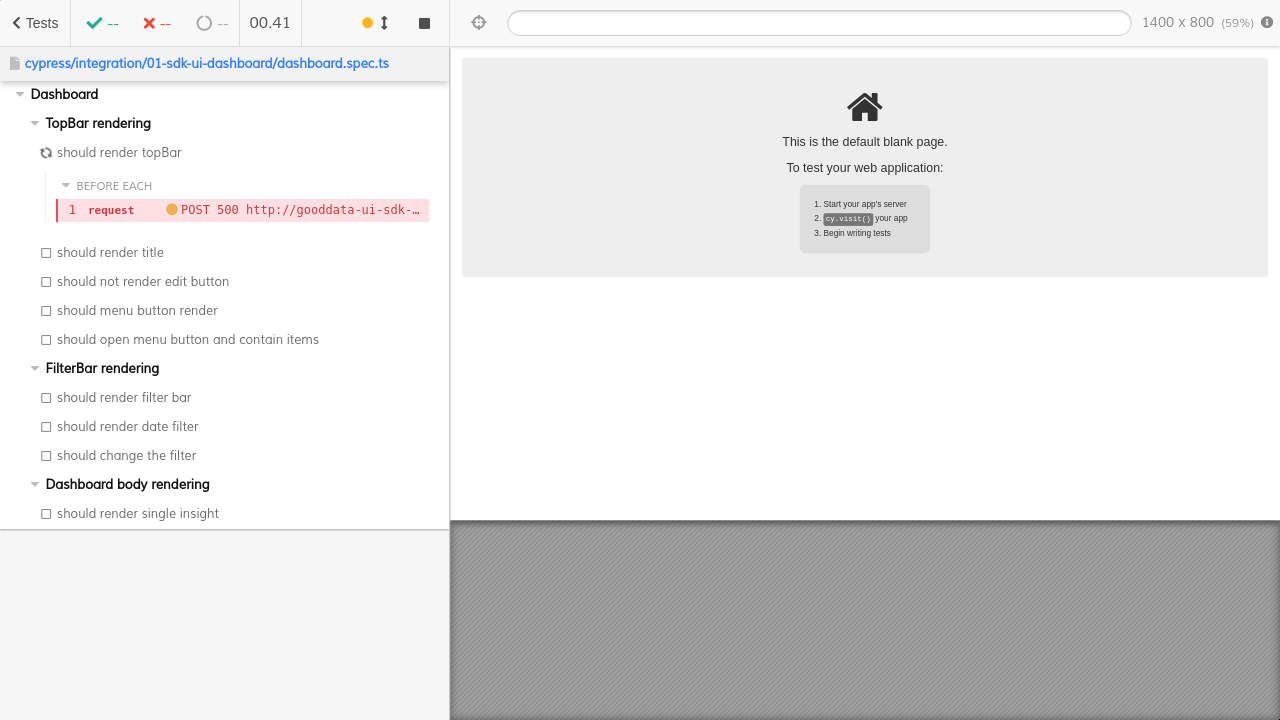 Tests -- -- -- 00.41 1400 x 800 (59%)
cypress/integration/01-sdk-ui-dashboard/dashboard.spec.ts
Dashboard
TopBar rendering
should render topBar
BEFORE EACH
1 request POST 500 http://gooddata-ui-sdk-…
should render title
should not render edit button
should menu button render
should open menu button and contain items
FilterBar rendering
should render filter bar
should render date filter
should change the filter
Dashboard body rendering
should render single insight
This is the default blank page.
To test your web application:
1. Start your app's server
2. cy.visit() your app
3. Begin writing tests